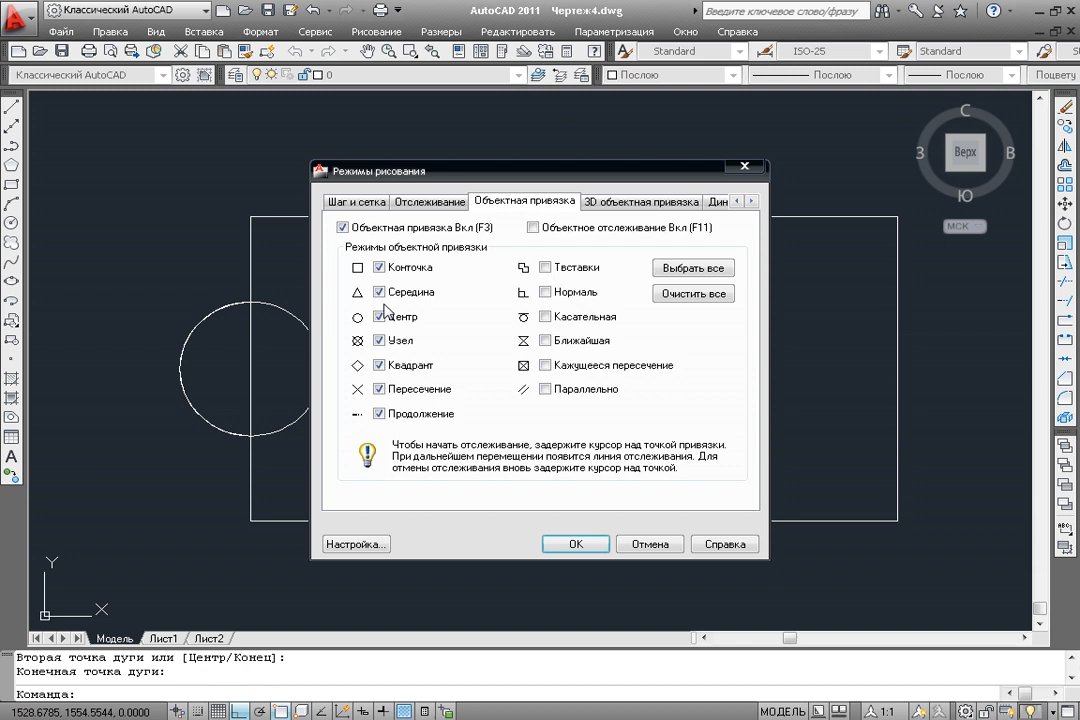 Классический AutoCAD
AutoCAD 2011 Чертеж4.dwg
Введите ключевое слово/фразу
Файл Правка Вид Вставка Формат Сервис Рисование Размеры Редактировать Параметризация Окно Справка
Standard ISO-25 Standard
Классический AutoCAD 0 Послою Послою Послою Поцвету
С
З Верх В
Ю
МСК
Режимы рисования
Шаг и сетка Отслеживание Объектная привязка 3D объектная привязка Дин
Объектная привязка Вкл (F3) Объектное отслеживание Вкл (F11)
Режимы объектной привязки
Конточка Твставки Выбрать все
Середина Нормаль Очистить все
Центр Касательная
Узел Ближайшая
Квадрант Кажущееся пересечение
Пересечение Параллельно
Продолжение
Чтобы начать отслеживание, задержите курсор над точкой привязки.
При дальнейшем перемещении появится линия отслеживания. Для
отмены отслеживания вновь задержите курсор над точкой.
Настройка... ОК Отмена Справка
Y
X
Модель Лист1 Лист2
Вторая точка дуги или [Центр/Конец]:
Конечная точка дуги:
Команда:
1528.6785, 1554.5544, 0.0000 МОДЕЛЬ 1:1